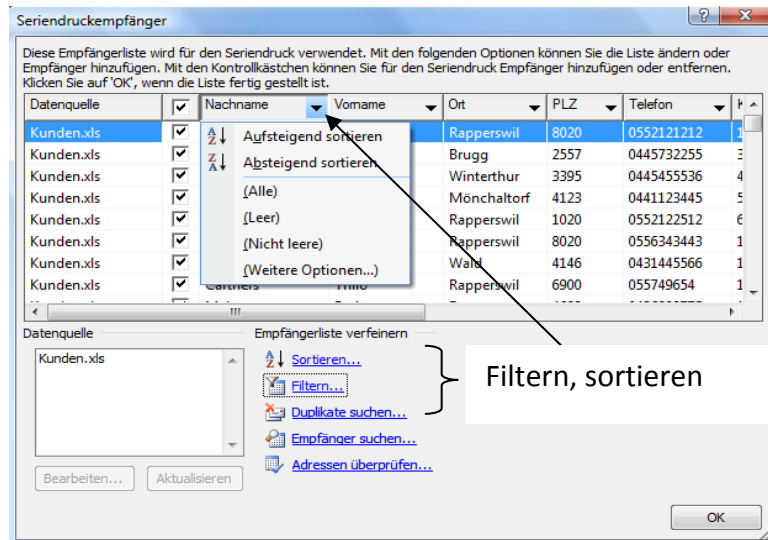 Seriendruckempfänger
Diese Empfängerliste wird für den Seriendruck verwendet. Mit den folgenden Optionen können Sie die Liste ändern oder
Empfänger hinzufügen. Mit den Kontrollkästchen können Sie für den Seriendruck Empfänger hinzufügen oder entfernen.
Klicken Sie auf 'OK', wenn die Liste fertig gestellt ist.
Datenquelle Nachname Vorname Ort PLZ Telefon
Kunden.xls Rapperswil 8020 0552121212
Kunden.xls Brugg 2557 0445732255
Kunden.xls Winterthur 3395 0445455536
Kunden.xls Mönchaltorf 4123 0441123445
Kunden.xls Rapperswil 1020 0552122512
Kunden.xls Rapperswil 8020 0556343443
Kunden.xls Wald 4146 0431445566
Kunden.xls Rapperswil 6900 055749654
Aufsteigend sortieren
Absteigend sortieren
(Alle)
(Leer)
(Nicht leere)
(Weitere Optionen...)
Datenquelle
Kunden.xls
Bearbeiten... Aktualisieren
Empfängerliste verfeinern
Sortieren...
Filtern...
Duplikate suchen...
Empfänger suchen...
Adressen überprüfen...
Filtern, sortieren
OK